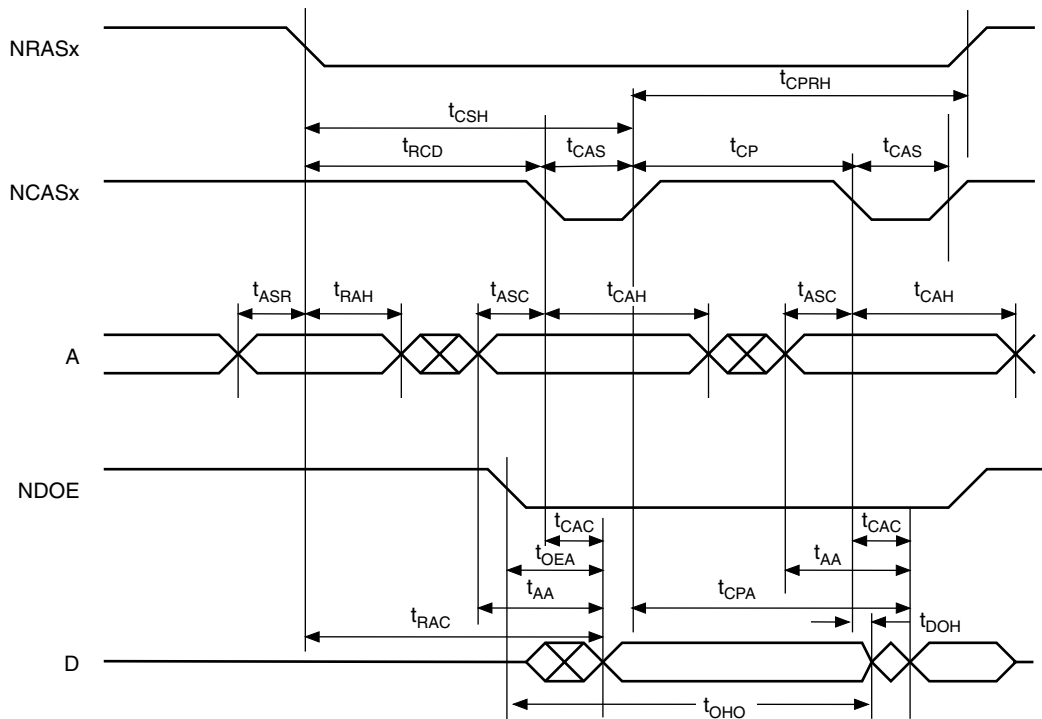 NRASx
tCPRH
tCSH
tRCD tCAS tCP tCAS
NCASx
tASR tRAH tASC tCAH tASC tCAH
A
NDOE
tCAC tCAC
tOEA tAA
tAA tCPA
tRAC tDOH
D
tOHO